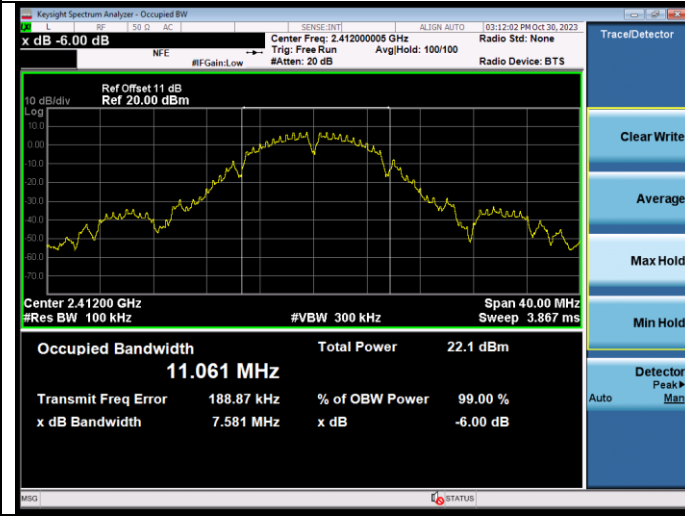 Keysight Spectrum Analyzer - Occupied BW
L RF 50 Ω AC SENSE:INT ALIGN AUTO 03:12:02 PM Oct 30, 2023
x dB -6.00 dB
Center Freq: 2.412000005 GHz
Radio Std: None
NFE
Trig: Free Run Avg|Hold: 100/100
#IFGain:Low
#Atten: 20 dB
Radio Device: BTS
Trace/Detector
Ref Offset 11 dB
10 dB/div Ref 20.00 dBm
Log
10.0
0.00
-10.0
-20.0
-30.0
-40.0
-50.0
-60.0
-70.0
Clear Write
Average
Max Hold
Min Hold
Detector
Peak▶
Auto Man
Center 2.41200 GHz Span 40.00 MHz
#Res BW 100 kHz #VBW 300 kHz Sweep 3.867 ms
Occupied Bandwidth Total Power 22.1 dBm
11.061 MHz
Transmit Freq Error 188.87 kHz % of OBW Power 99.00 %
x dB Bandwidth 7.581 MHz x dB -6.00 dB
MSG STATUS